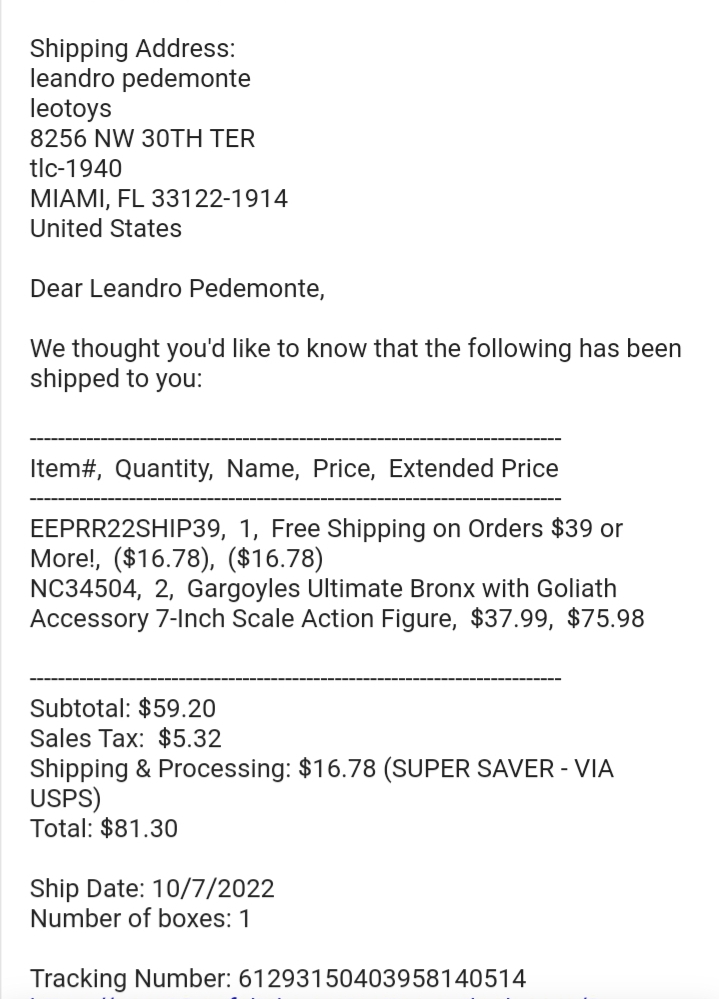 Shipping Address:
leandro pedemonte
leotoys
8256 NW 30TH TER
tlc-1940
MIAMI, FL 33122-1914
United States
Dear Leandro Pedemonte,
We thought you'd like to know that the following has been
shipped to you:
----------------------------------------------------------------------------
Item#,  Quantity,  Name,  Price,  Extended Price
----------------------------------------------------------------------------
EEPRR22SHIP39,  1,  Free Shipping on Orders $39 or
More!,  ($16.78),  ($16.78)
NC34504,  2,  Gargoyles Ultimate Bronx with Goliath
Accessory 7-Inch Scale Action Figure,  $37.99,  $75.98
----------------------------------------------------------------------------
Subtotal: $59.20
Sales Tax:  $5.32
Shipping & Processing: $16.78 (SUPER SAVER - VIA
USPS)
Total: $81.30
Ship Date: 10/7/2022
Number of boxes: 1
Tracking Number: 61293150403958140514